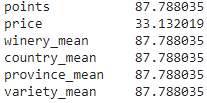 points 87.788035
price 33.132019
winery_mean 87.788035
country_mean 87.788035
province_mean 87.788035
variety_mean 87.788035